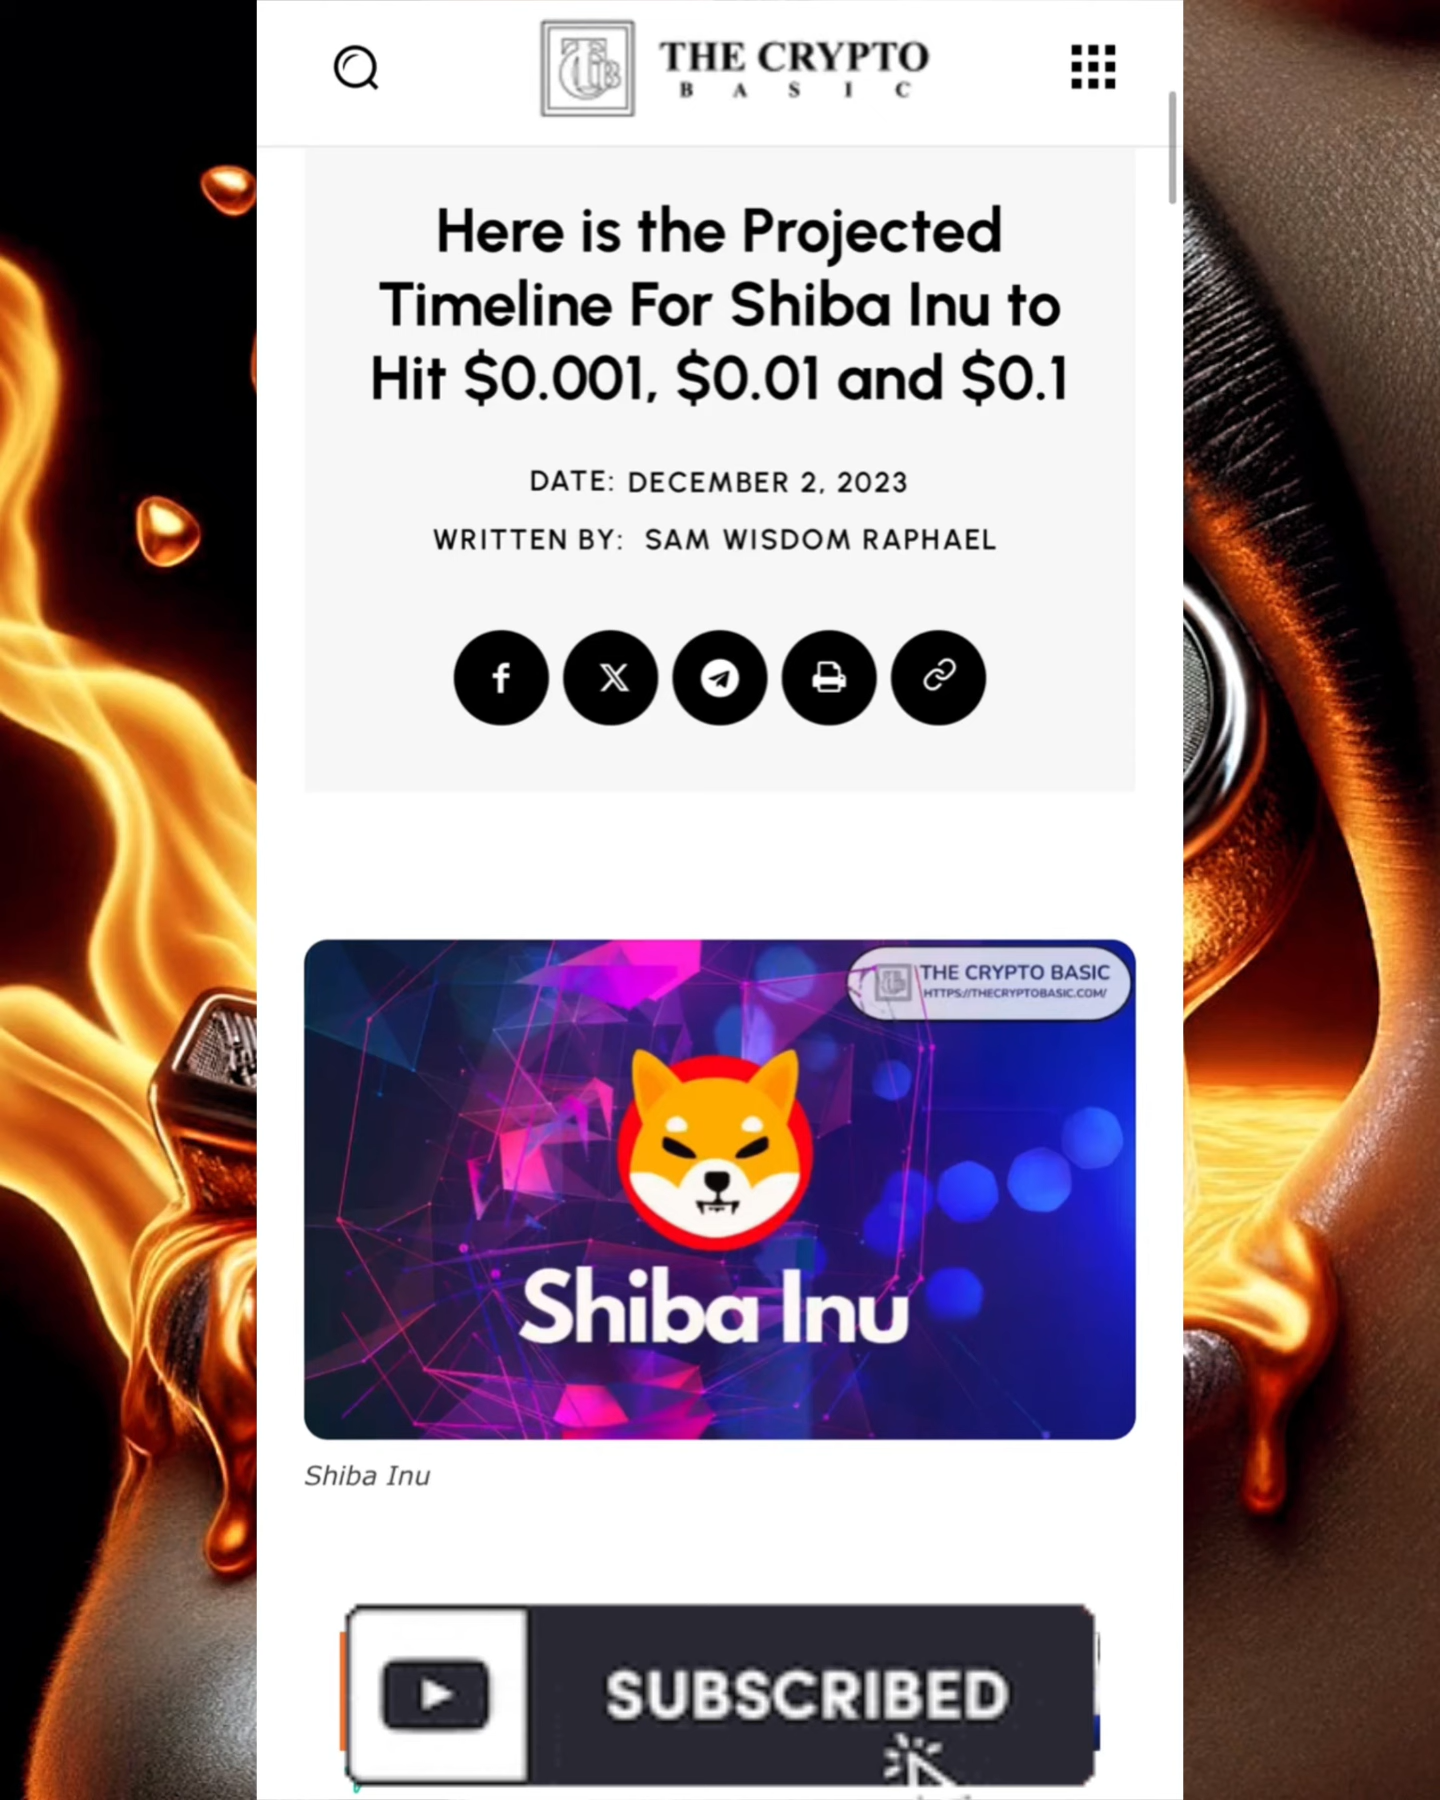 THE CRYPTO
BASIC
Here is the Projected
Timeline For Shiba Inu to
Hit $0.001, $0.01 and $0.1
DATE: DECEMBER 2, 2023
WRITTEN BY: SAM WISDOM RAPHAEL
THE CRYPTO BASIC
HTTPS://THECRYPTOBASIC.COM/
Shiba Inu
Shiba Inu
SUBSCRIBED